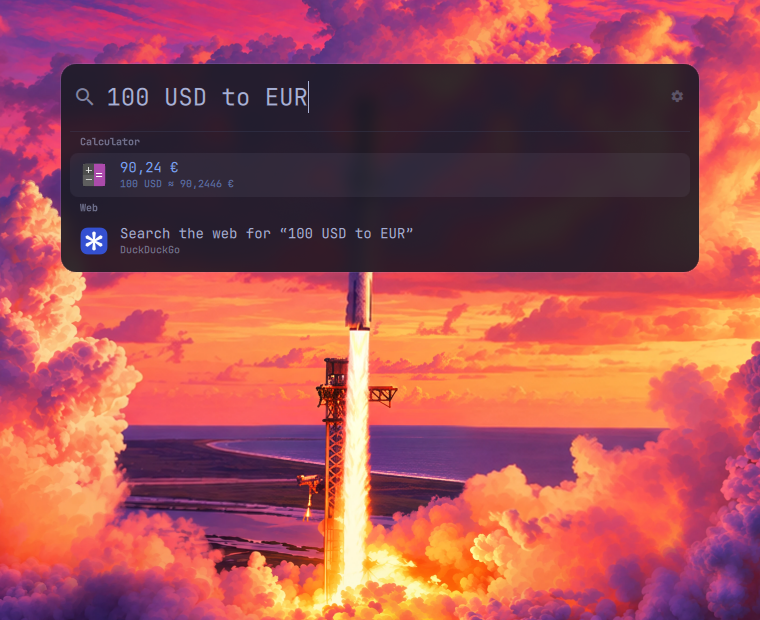 100 USD to EUR
Calculator
90,24 €
100 USD ≈ 90,2446 €
Web
Search the web for “100 USD to EUR”
DuckDuckGo